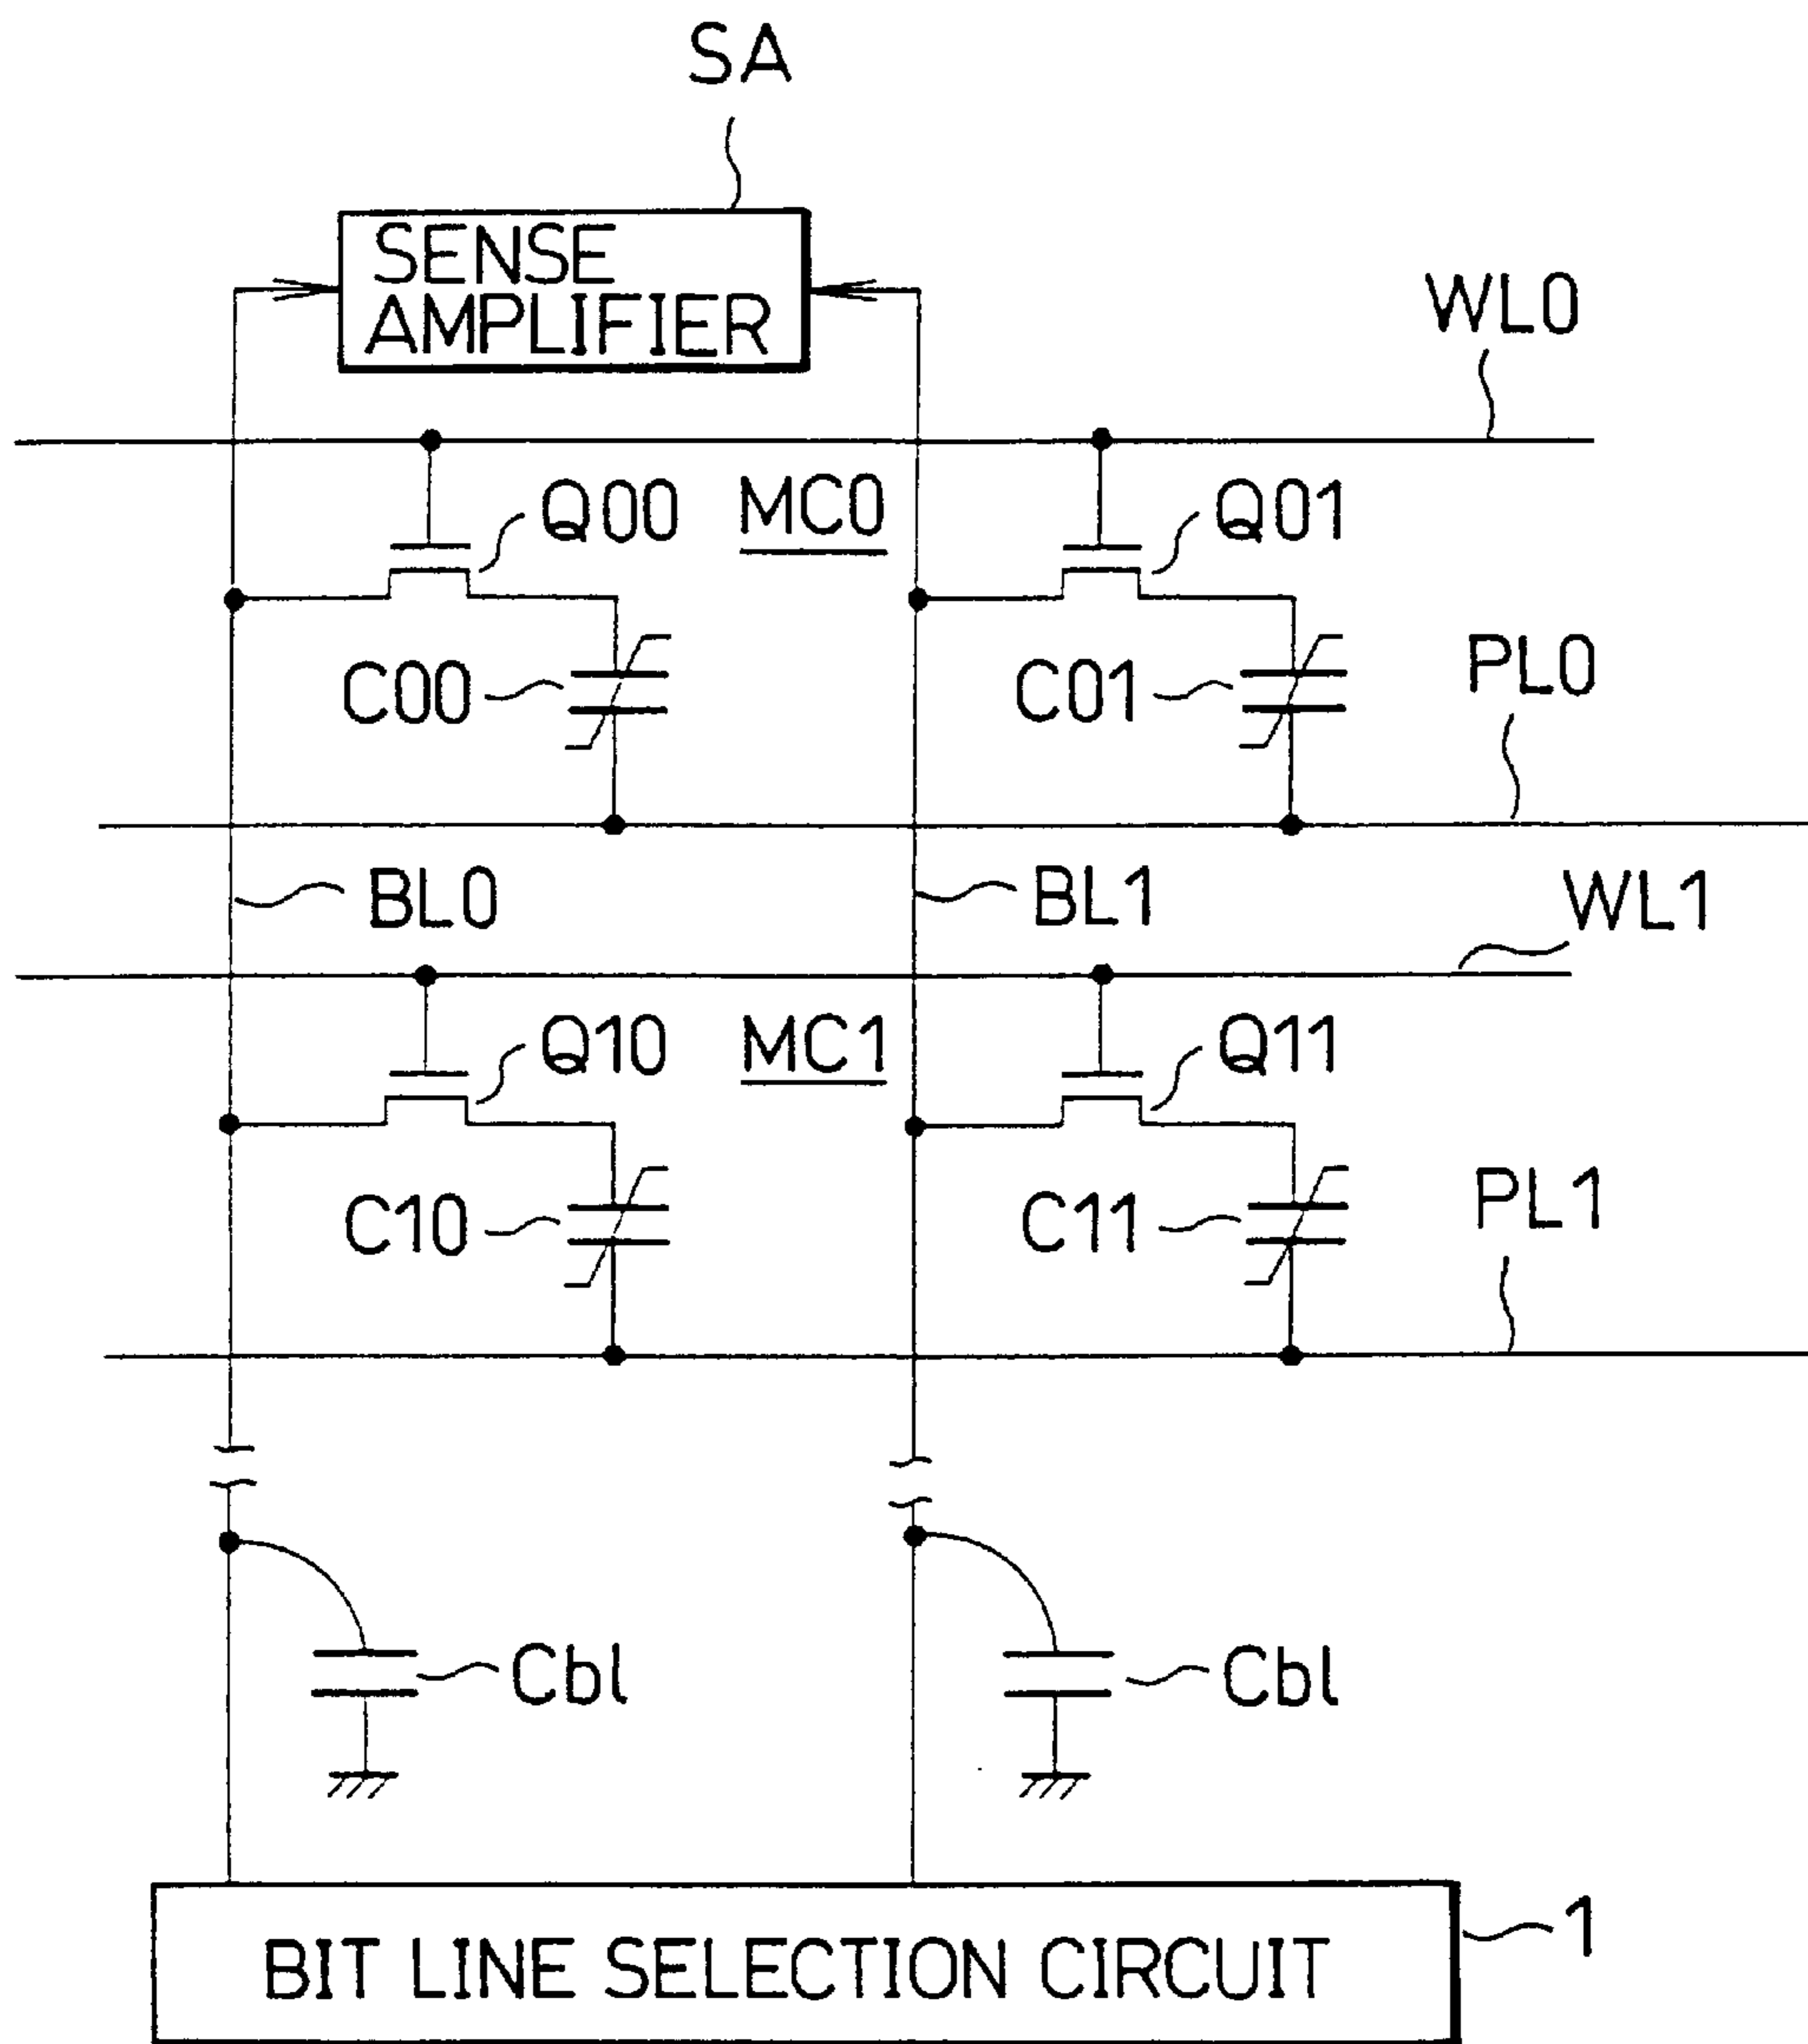 SA
SENSE
AMPLIFIER
WL0
Q00
MC0
Q01
C00
C01
PL0
BL0
BL1
WL1
Q10
MC1
Q11
C10
C11
PL1
Cbl
Cbl
BIT LINE SELECTION CIRCUIT
1